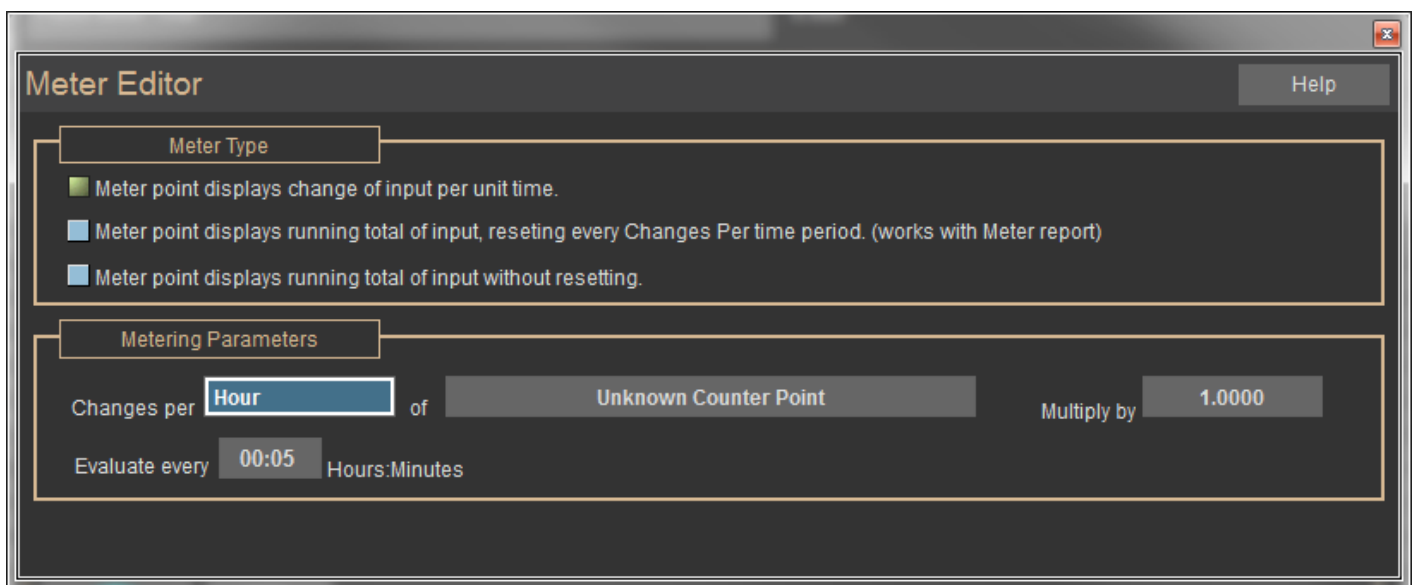 Meter Editor
Help
Meter Type
Meter point displays change of input per unit time.
Meter point displays running total of input, reseting every Changes Per time period. (works with Meter report)
Meter point displays running total of input without resetting.
Metering Parameters
Changes per Hour of Unknown Counter Point Multiply by 1.0000
Evaluate every 00:05 Hours:Minutes